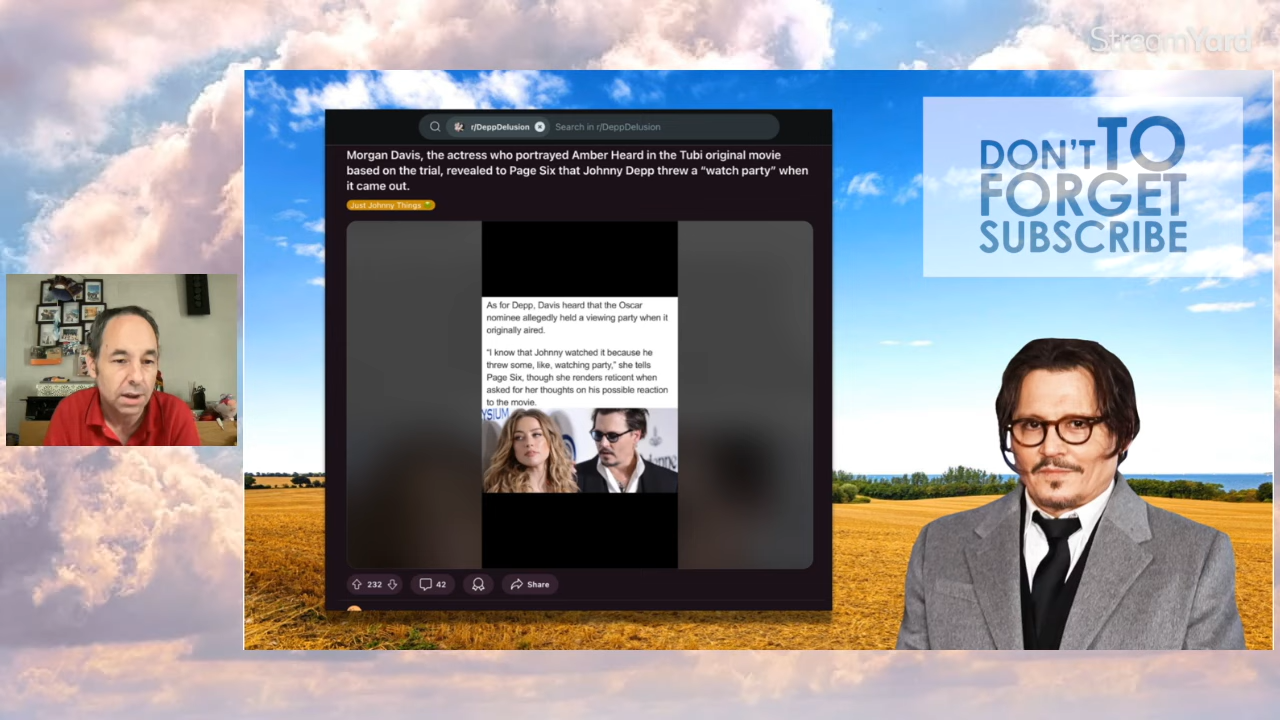 StreamYard
r/DeppDelusion
Search in r/DeppDelusion
Morgan Davis, the actress who portrayed Amber Heard in the Tubi original movie
based on the trial, revealed to Page Six that Johnny Depp threw a “watch party” when
it came out.
Just Johnny Things
As for Depp, Davis heard that the Oscar
nominee allegedly held a viewing party when it
originally aired.
"I know that Johnny watched it because he
threw some, like, watching party,” she tells
Page Six, though she renders reticent when
asked for her thoughts on his possible reaction
to the movie.
YSIUM
232
42
Share
DON'T TO
FORGET
SUBSCRIBE